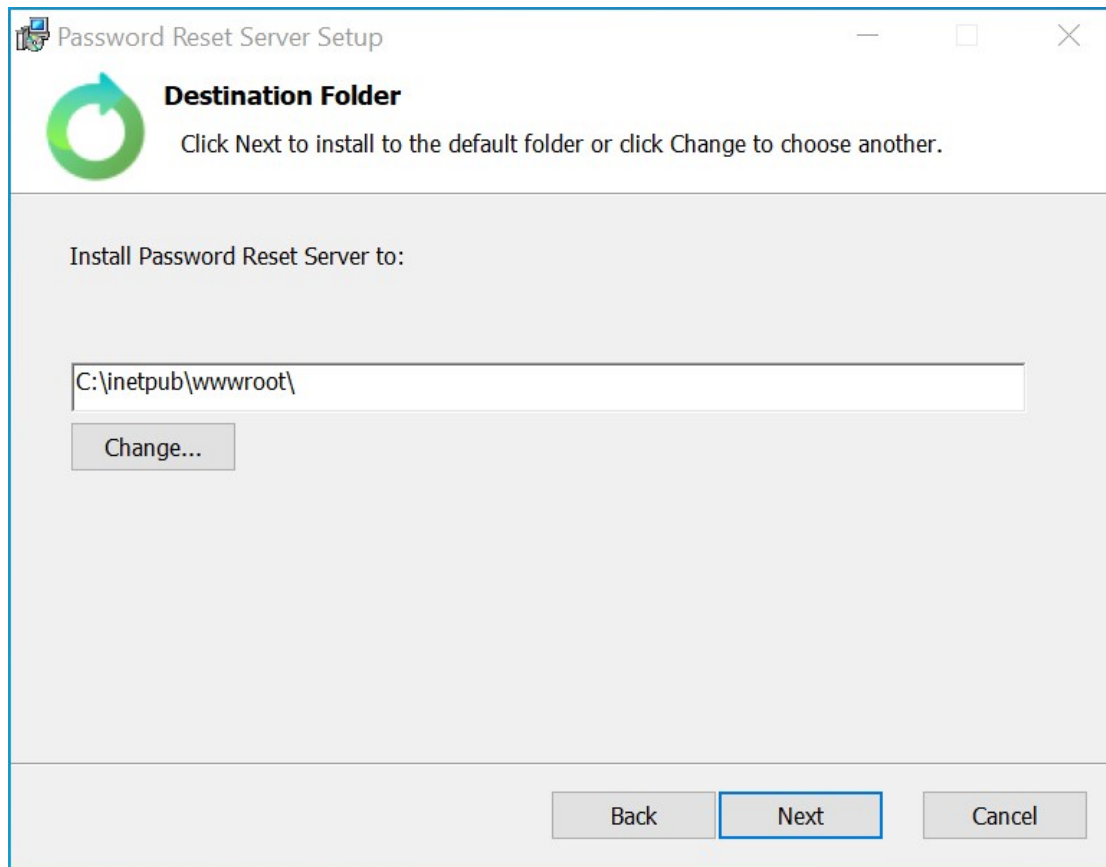 Password Reset Server Setup
Destination Folder
Click Next to install to the default folder or click Change to choose another.
Install Password Reset Server to:
C:\inetpub\wwwroot\
Change...
Back
Next
Cancel